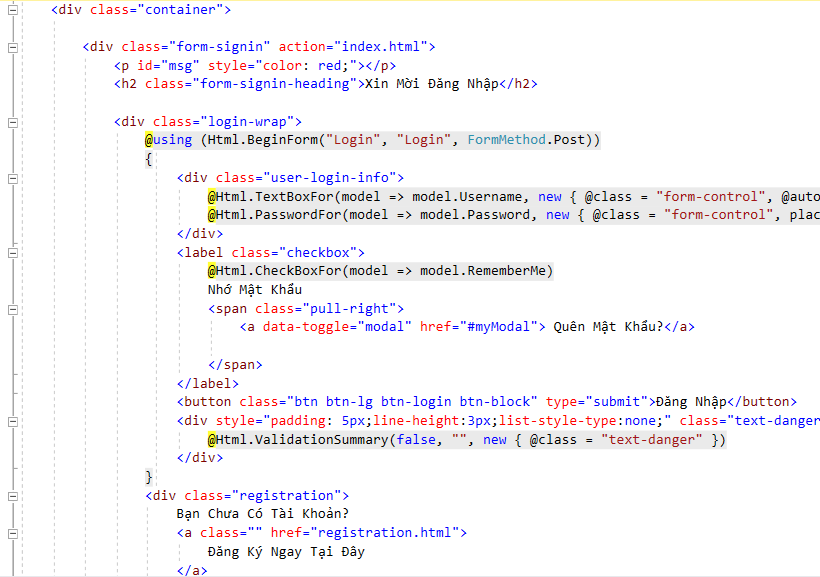 <div class="container">
<div class="form-signin" action="index.html">
<p id="msg" style="color: red;"></p>
<h2 class="form-signin-heading">Xin Mời Đăng Nhập</h2>
<div class="login-wrap">
@using (Html.BeginForm("Login", "Login", FormMethod.Post))
{
<div class="user-login-info">
@Html.TextBoxFor(model => model.Username, new { @class = "form-control", @auto
@Html.PasswordFor(model => model.Password, new { @class = "form-control", plac
</div>
<label class="checkbox">
@Html.CheckBoxFor(model => model.RememberMe)
Nhớ Mật Khẩu
<span class="pull-right">
<a data-toggle="modal" href="#myModal"> Quên Mật Khẩu?</a>
</span>
</label>
<button class="btn btn-lg btn-login btn-block" type="submit">Đăng Nhập</button>
<div style="padding: 5px;line-height:3px;list-style-type:none;" class="text-danger
@Html.ValidationSummary(false, "", new { @class = "text-danger" })
</div>
}
<div class="registration">
Bạn Chưa Có Tài Khoản?
<a class="" href="registration.html">
Đăng Ký Ngay Tại Đây
</a>